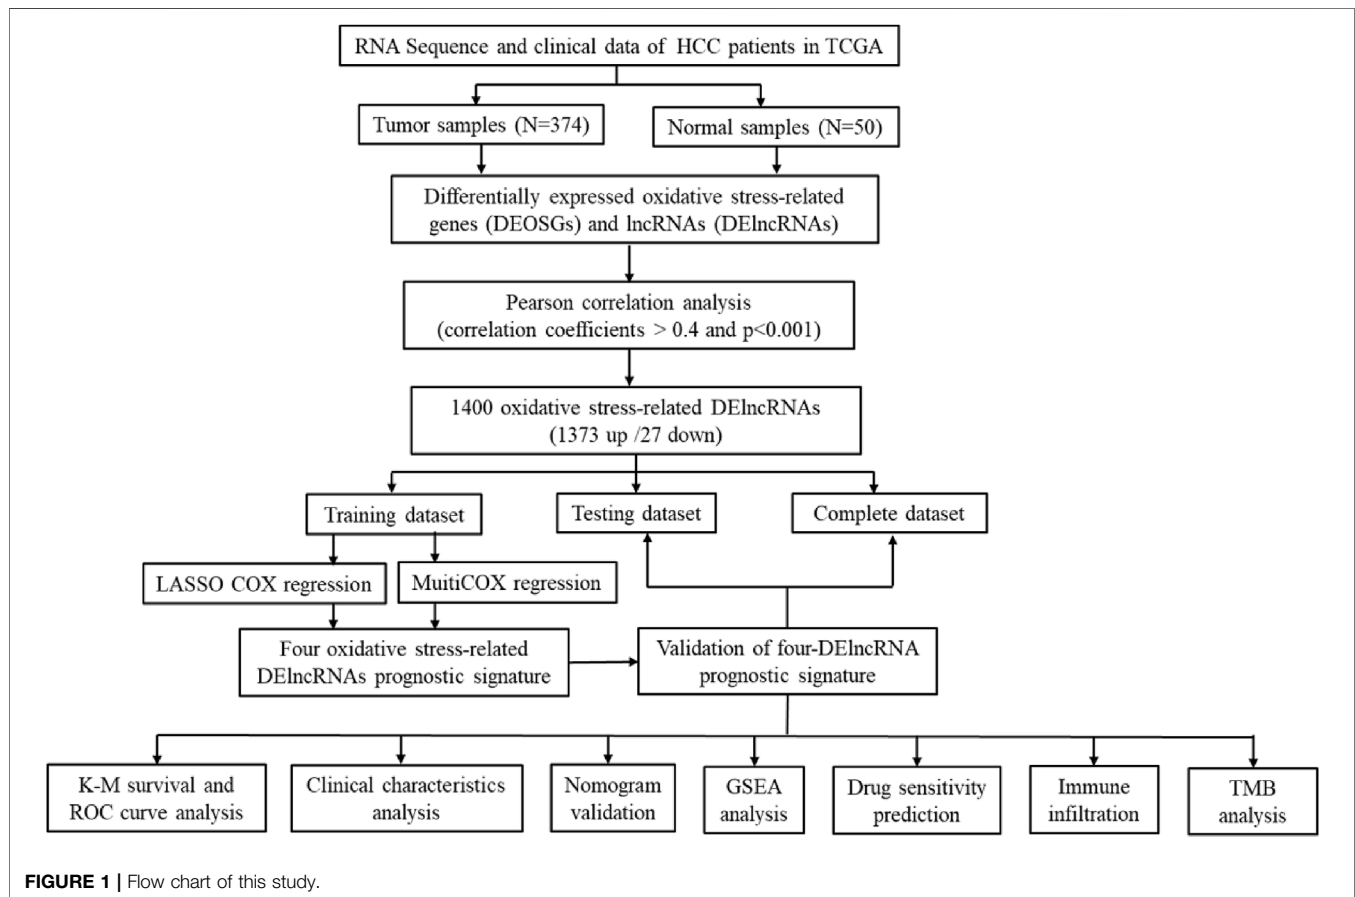 RNA Sequence and clinical data of HCC patients in TCGA
Tumor samples (N=374)
Normal samples (N=50)
Differentially expressed oxidative stress-related
genes (DEOSGs) and lncRNAs (DElncRNAs)
Pearson correlation analysis
(correlation coefficients > 0.4 and p<0.001)
1400 oxidative stress-related DElncRNAs
(1373 up /27 down)
Training dataset
Testing dataset
Complete dataset
LASSO COX regression
MuitiCOX regression
Four oxidative stress-related
DElncRNAs prognostic signature
Validation of four-DElncRNA
prognostic signature
K-M survival and
ROC curve analysis
Clinical characteristics
analysis
Nomogram
validation
GSEA
analysis
Drug sensitivity
prediction
Immune
infiltration
TMB
analysis
FIGURE 1 | Flow chart of this study.